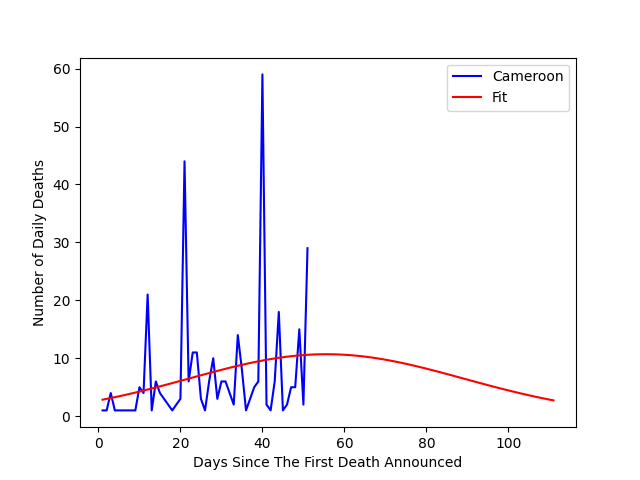 Cameroon
Fit
60
50
40
30
20
10
0
Number of Daily Deaths
0 20 40 60 80 100
Days Since The First Death Announced